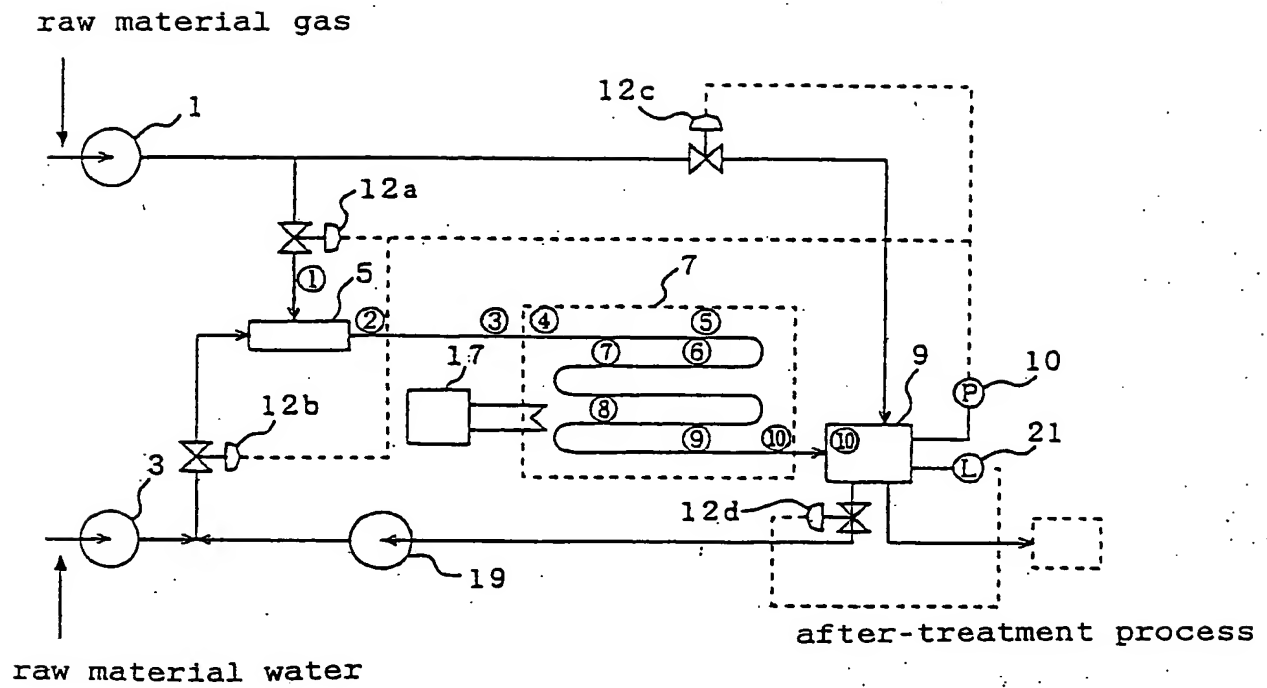 raw material gas
1
12c
12a
① 5 7
② ③ ④ ⑤
17 ⑦ ⑥ 9 10
P
12b ⑧ 21
⑨ ⑩ ⑩ L
3 12d
19
after-treatment process
raw material water